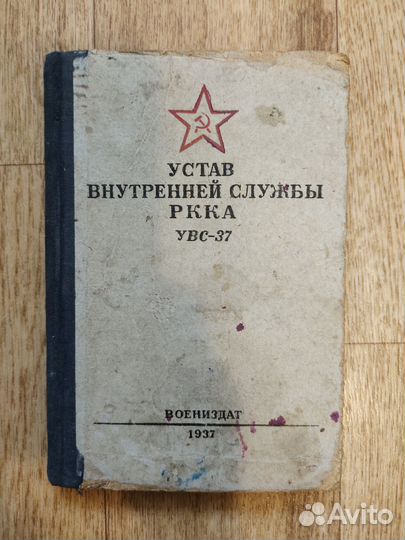 УСТАВ
ВНУТРЕННЕЙ СЛУЖБЫ
РККА
УВС-37
ВОЕНИЗДАТ
1937
Avito